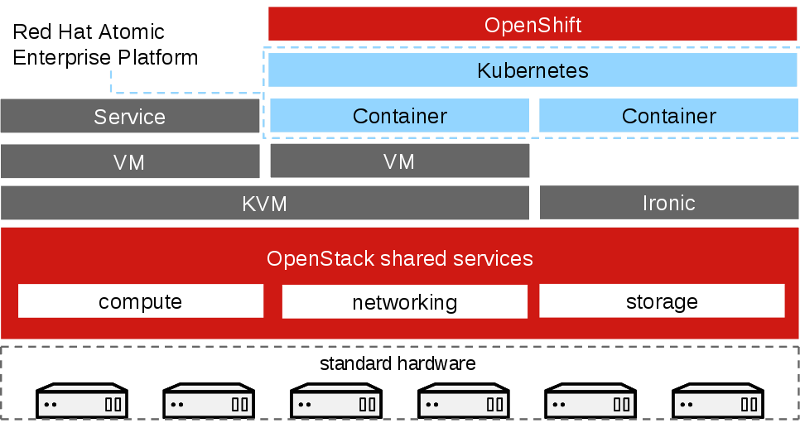 Red Hat Atomic
Enterprise Platform
OpenShift
Kubernetes
Service
Container
Container
VM
VM
KVM
Ironic
OpenStack shared services
compute
networking
storage
standard hardware